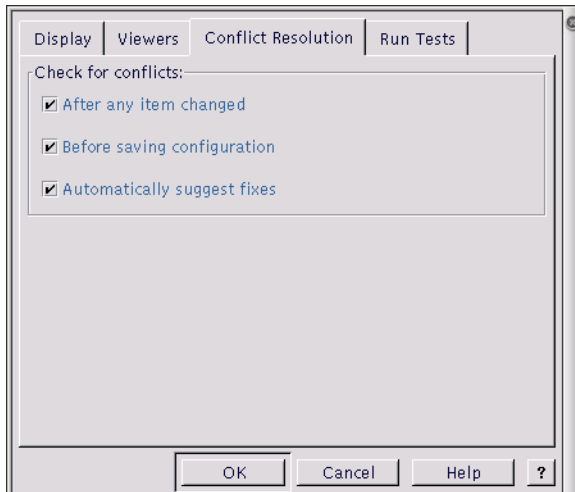 Display Viewers Conflict Resolution Run Tests
Check for conflicts:
After any item changed
Before saving configuration
Automatically suggest fixes
OK Cancel Help ?